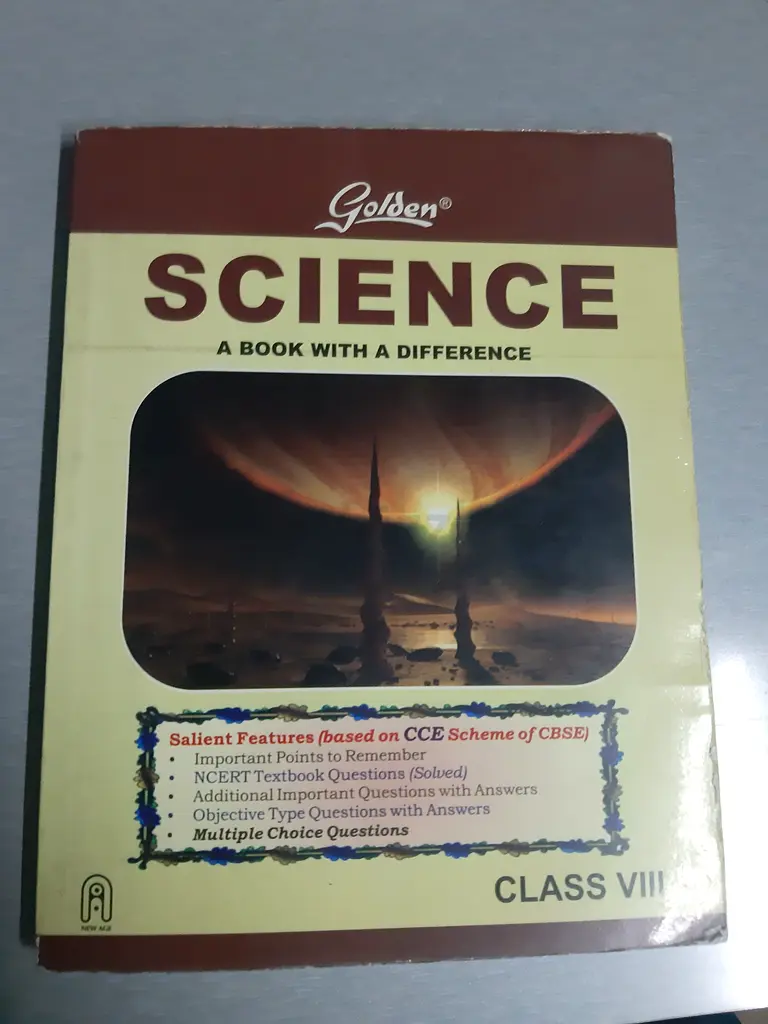 Golden®
SCIENCE
A BOOK WITH A DIFFERENCE
Salient Features (based on CCE Scheme of CBSE)
• Important Points to Remember
• NCERT Textbook Questions (Solved)
• Additional Important Questions with Answers
• Objective Type Questions with Answers
• Multiple Choice Questions
CLASS VIII
NEW AGE